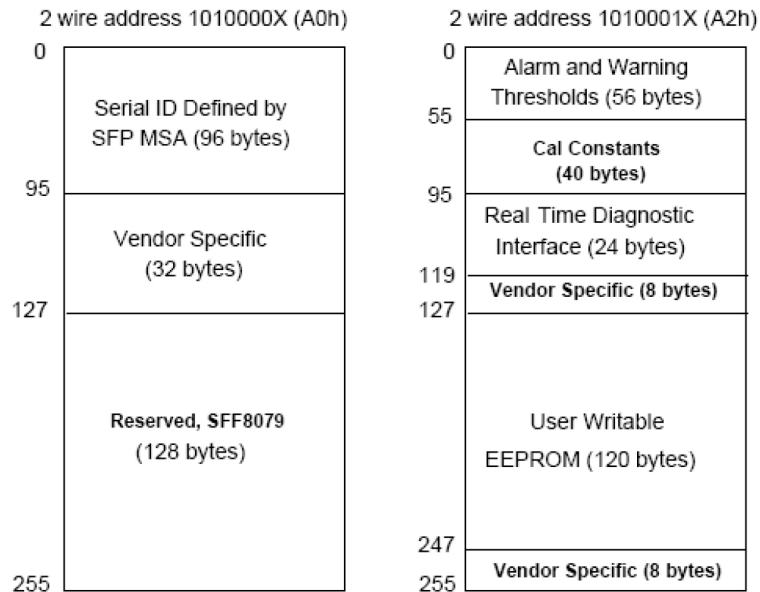 2 wire address 1010000X (A0h)
0
Serial ID Defined by
SFP MSA (96 bytes)
95
Vendor Specific
(32 bytes)
127
Reserved, SFF8079
(128 bytes)
255
2 wire address 1010001X (A2h)
0
Alarm and Warning
Thresholds (56 bytes)
55
Cal Constants
(40 bytes)
95
Real Time Diagnostic
Interface (24 bytes)
119
Vendor Specific (8 bytes)
127
User Writable
EEPROM (120 bytes)
247
Vendor Specific (8 bytes)
255